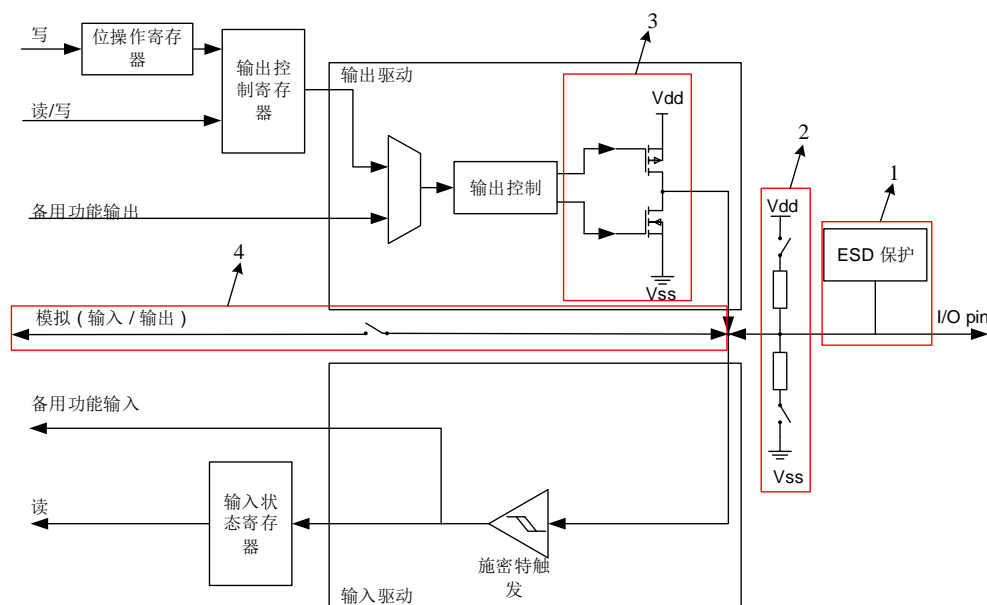 写
位操作寄存
器
读/写
输出控
制寄存
器
备用功能输出
输出驱动
输出控制
3
Vdd
Vss
2
Vdd
Vss
1
ESD 保护
I/O pin
4
模拟 ( 输入 / 输出 )
备用功能输入
读
输入状
态寄存
器
施密特触
发
输入驱动